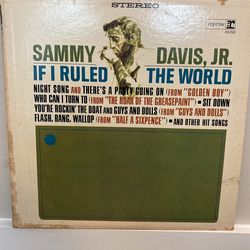 STEREO
reprise
SAMMY DAVIS, JR.
IF I RULED THE WORLD
NIGHT SONG AND THERE'S A PARTY GOING ON (FROM "GOLDEN BOY")
WHO CAN I TURN TO (FROM "THE ROAR OF THE GREASEPAINT") • SIT DOWN
YOU'RE ROCKIN' THE BOAT AND GUYS AND DOLLS (FROM "GUYS AND DOLLS")
FLASH, BANG, WALLOP (FROM "HALF A SIXPENCE") • AND OTHER HIT SONGS